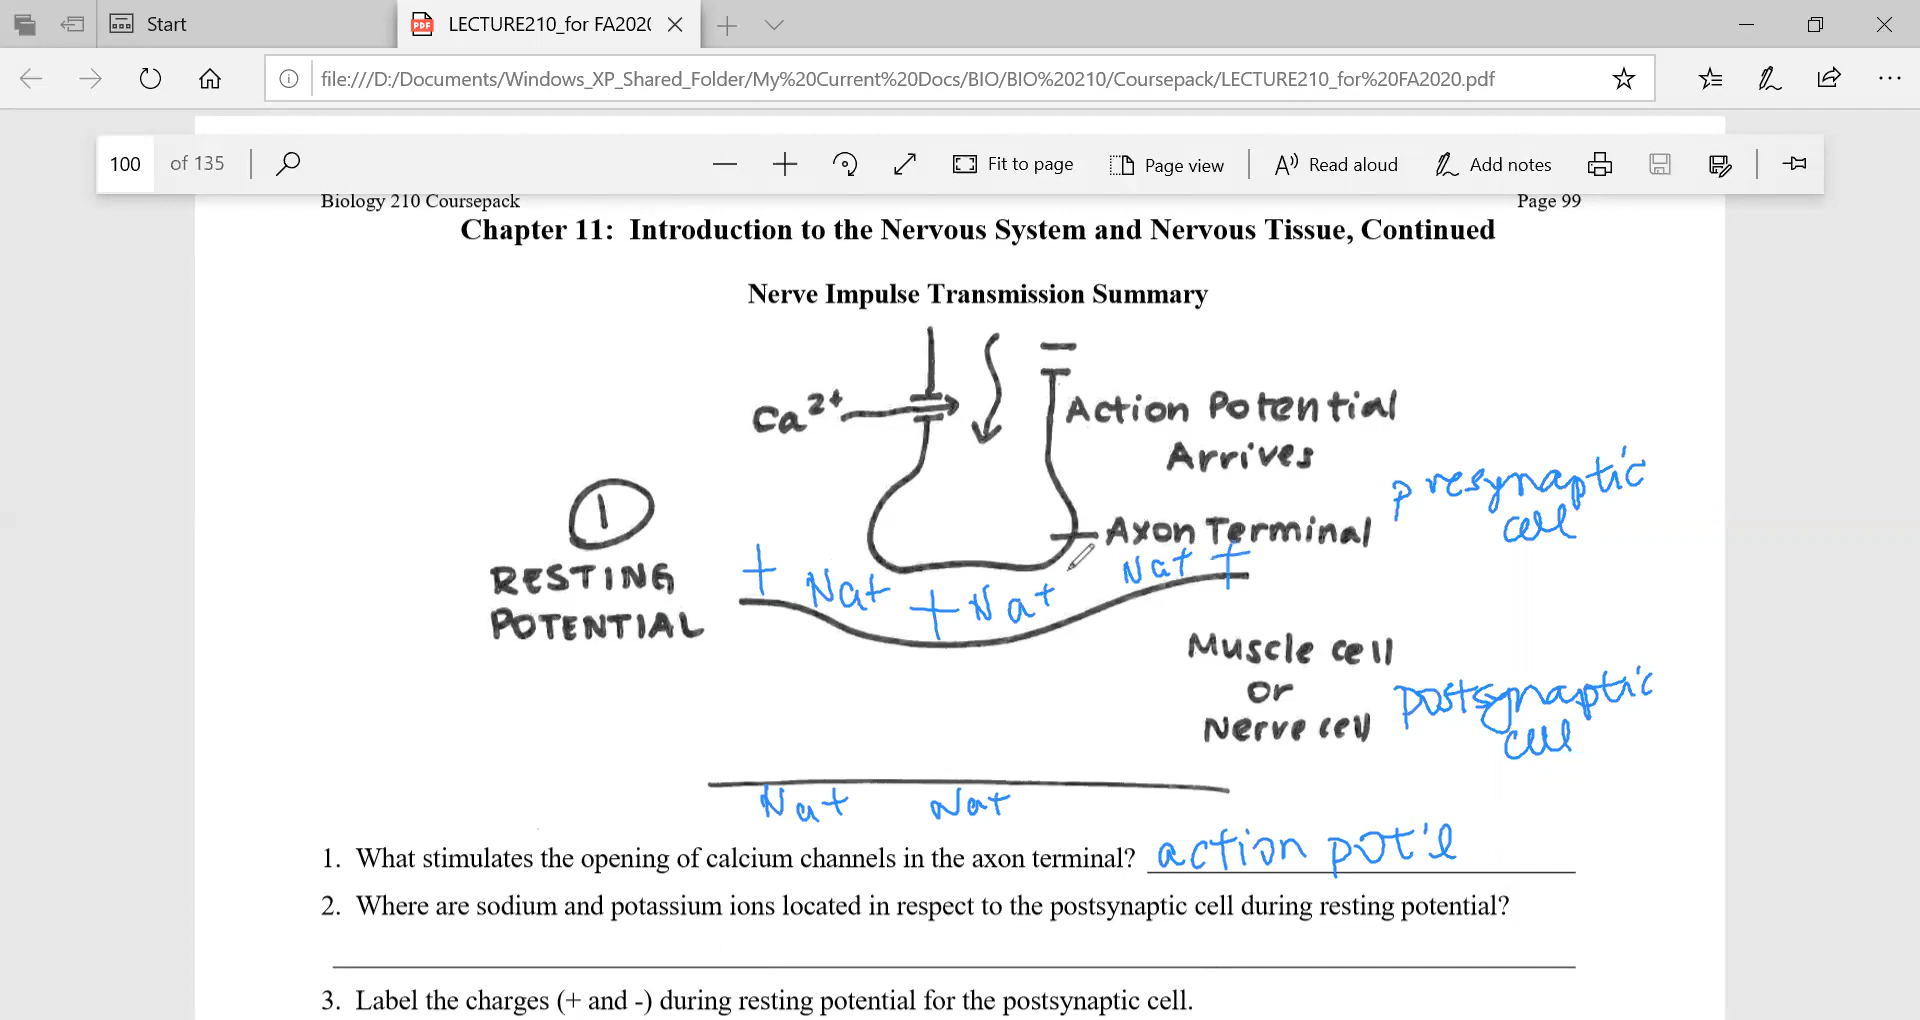 Start
LECTURE210_for FA2020
file:///D:/Documents/Windows_XP_Shared_Folder/My%20Current%20Docs/BIO/BIO%20210/Coursepack/LECTURE210_for%20FA2020.pdf
100 of 135 Fit to page Page view Read aloud Add notes
Biology 210 Coursepack Page 99
Chapter 11: Introduction to the Nervous System and Nervous Tissue, Continued
Nerve Impulse Transmission Summary
Ca2+
Action Potential
Arrives
presynaptic
cell
1
Axon Terminal
RESTING
POTENTIAL
+ Na+ + Na+ Na+ +
Muscle cell
or
Nerve cell
postsynaptic
cell
Na+ Na+
1. What stimulates the opening of calcium channels in the axon terminal? action pot'l
2. Where are sodium and potassium ions located in respect to the postsynaptic cell during resting potential?
3. Label the charges (+ and -) during resting potential for the postsynaptic cell.